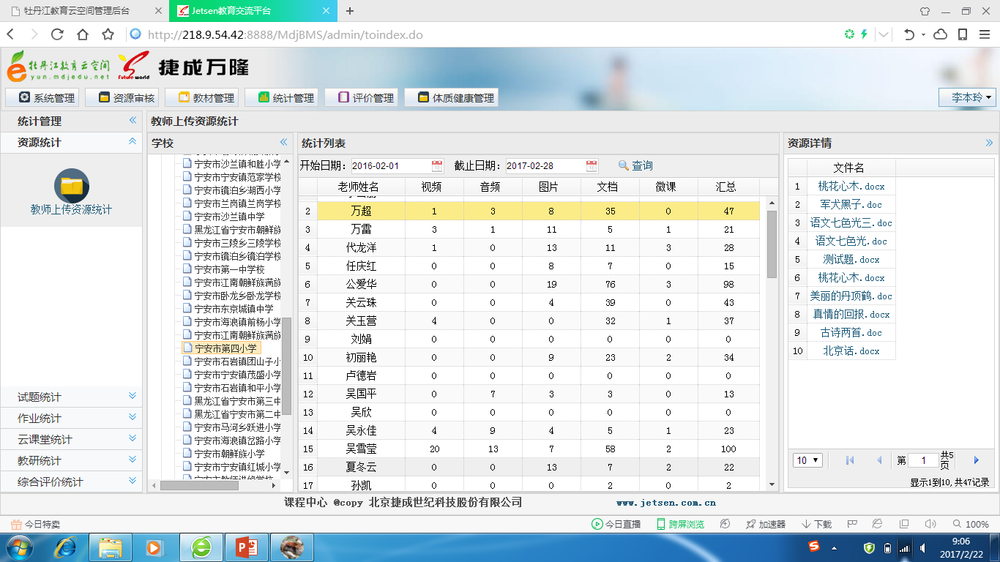 牡丹江教育云空间管理后台
Jetsen教育交流平台
http://218.9.54.42:8888/MdjBMS/admin/toindex.do
牡丹江教育云空间
yun.mdjedu.net
Future world
捷成万隆
系统管理 资源审核 教材管理 统计管理 评价管理 体质健康管理
李本玲
统计管理
资源统计
教师上传资源统计
试题统计
作业统计
云课堂统计
教研统计
综合评价统计
教师上传资源统计
学校
宁安市沙兰镇和胜小学
宁安市宁安镇范家学校
宁安市镜泊乡湖西小学
宁安市兰岗镇兰岗学校
宁安市沙兰镇中学
黑龙江省宁安市朝鲜族
宁安市三陵乡三陵学校
宁安市镜泊乡镜泊学校
宁安市第一中学校
宁安市江南朝鲜族满族
宁安市卧龙乡卧龙学校
宁安市东京城镇中学
宁安市海浪镇前杨小学
宁安市江南朝鲜族满族
宁安市第四小学
宁安市石岩镇团山子小
宁安市宁安镇茂盛小学
宁安市石岩镇和平小学
黑龙江省宁安市第三中
黑龙江省宁安市第二中
宁安市马河乡跃进小学
宁安市海浪镇岔路小学
宁安市朝鲜族小学
宁安市宁安镇红城小学
统计列表
开始日期: 2016-02-01 截止日期: 2017-02-28 查询
老师姓名 视频 音频 图片 文档 微课 汇总
2 万超 1 3 8 35 0 47
3 万雷 3 1 11 5 1 21
4 代龙洋 1 0 13 11 3 28
5 任庆红 0 0 8 7 0 15
6 公爱华 0 0 19 76 3 98
7 关云珠 0 0 4 39 0 43
8 关玉营 4 0 0 32 1 37
9 刘娟 0 0 0 0 0 0
10 初丽艳 0 0 9 23 2 34
11 卢德岩 0 0 0 0 0 0
12 吴国平 0 7 3 3 0 13
13 吴欣 0 0 0 0 0 0
14 吴永佳 4 9 4 5 1 23
15 吴雪莹 20 13 7 58 2 100
16 夏冬云 0 0 13 7 2 22
17 孙凯 0 0 0 2 0 2
资源详情
文件名
1 桃花心木.docx
2 军犬黑子.doc
3 语文七色光三.doc
4 语文七色光.doc
5 测试题.docx
6 桃花心木.docx
7 美丽的丹顶鹤.doc
8 真情的回报.docx
9 古诗两首.doc
10 北京话.docx
10 第 1 共5页
显示1到10,共47记录
课程中心 @copy 北京捷成世纪科技股份有限公司 www.jetsen.com.cn
今日特卖 今日直播 跨屏浏览 加速器 下载 100%
9:06
2017/2/22